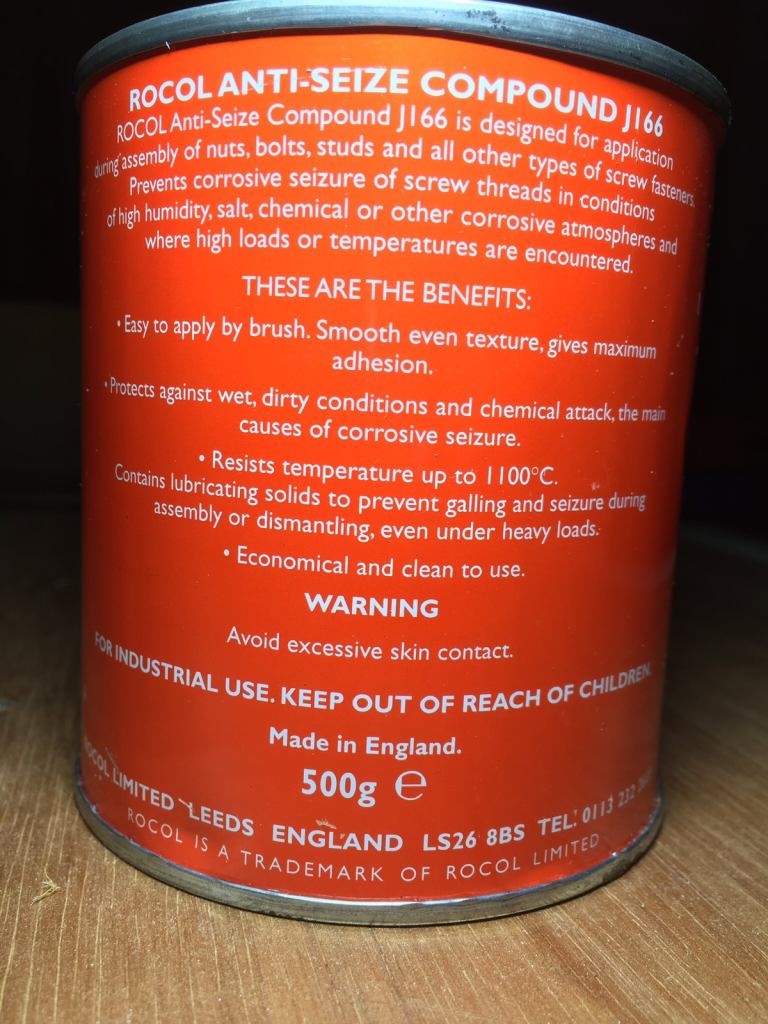 ROCOL ANTI-SEIZE COMPOUND J166
ROCOL Anti-Seize Compound J166 is designed for application
during assembly of nuts, bolts, studs and all other types of screw fasteners.
Prevents corrosive seizure of screw threads in conditions
of high humidity, salt, chemical or other corrosive atmospheres and
where high loads or temperatures are encountered.
THESE ARE THE BENEFITS:
• Easy to apply by brush. Smooth even texture, gives maximum
adhesion.
• Protects against wet, dirty conditions and chemical attack, the main
causes of corrosive seizure.
• Resists temperature up to 1100°C.
Contains lubricating solids to prevent galling and seizure during
assembly or dismantling, even under heavy loads.
• Economical and clean to use.
WARNING
Avoid excessive skin contact.
FOR INDUSTRIAL USE. KEEP OUT OF REACH OF CHILDREN.
Made in England.
500g ℮
ROCOL LIMITED LEEDS ENGLAND LS26 8BS TEL: 0113 232
ROCOL IS A TRADEMARK OF ROCOL LIMITED